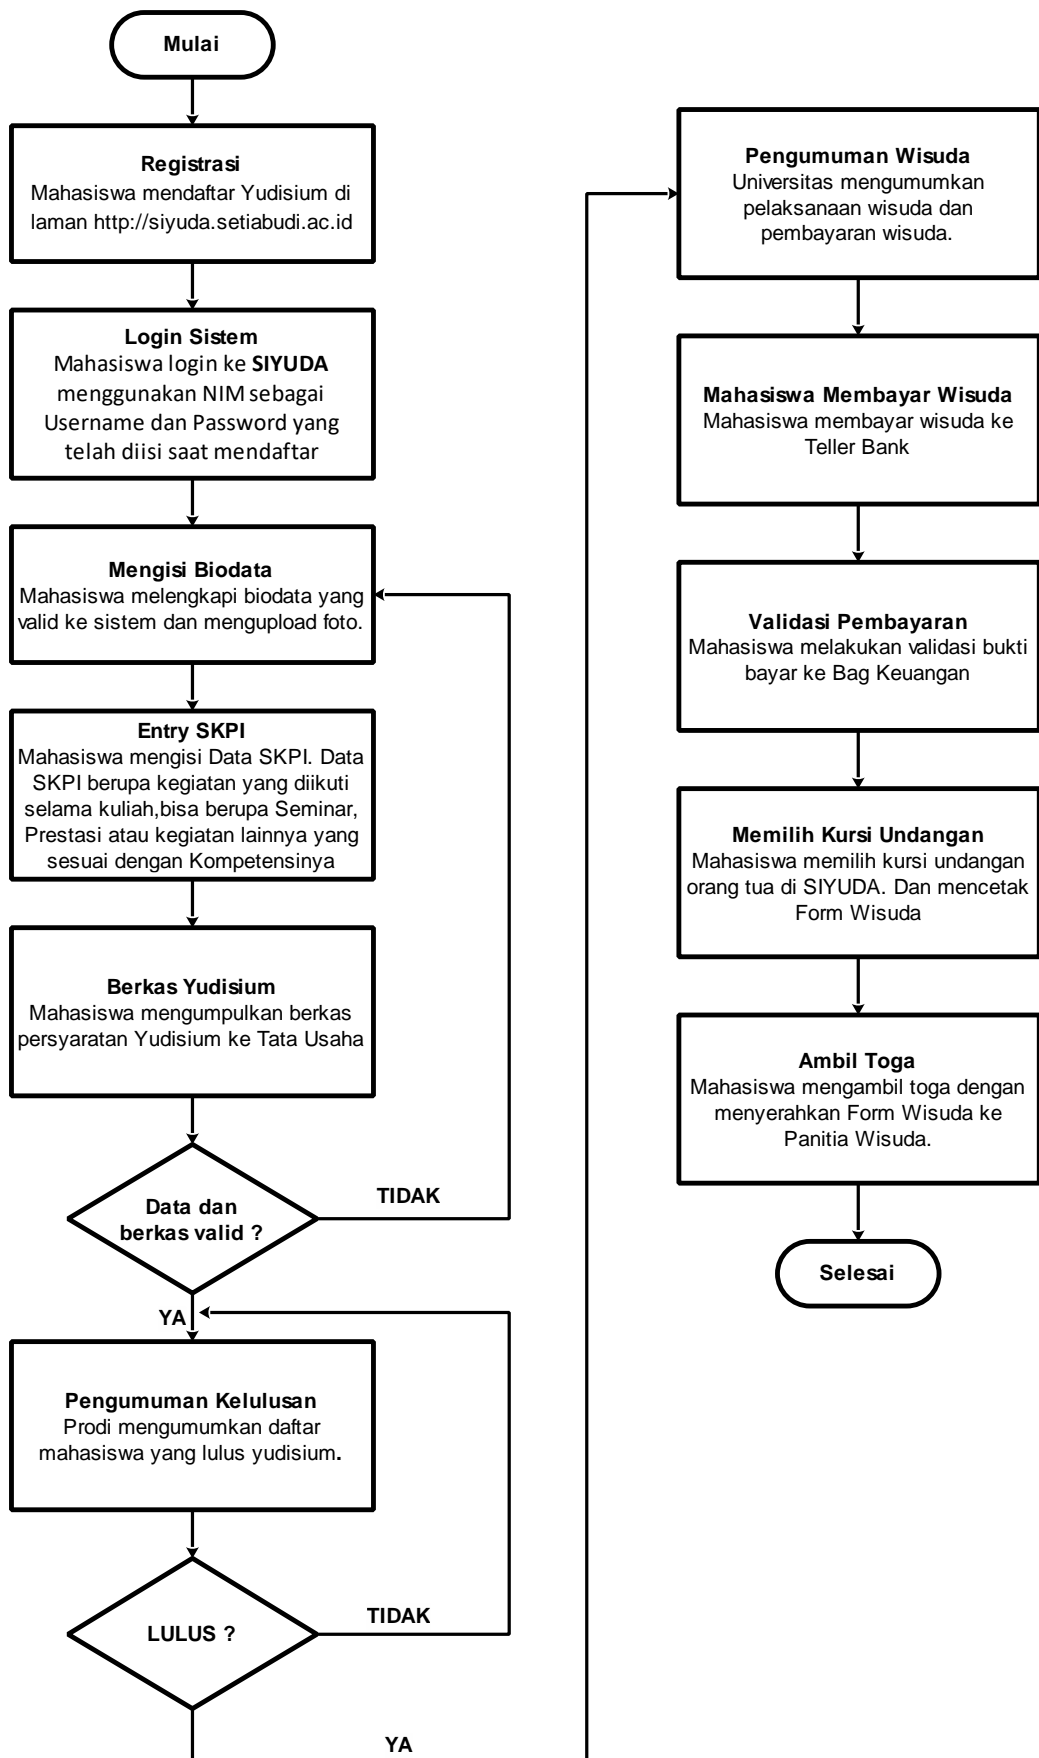 Mulai
Registrasi
Mahasiswa mendaftar Yudisium di
laman http://siyuda.setiabudi.ac.id
Login Sistem
Mahasiswa login ke SIYUDA
menggunakan NIM sebagai
Username dan Password yang
telah diisi saat mendaftar
Mengisi Biodata
Mahasiswa melengkapi biodata yang
valid ke sistem dan mengupload foto.
Entry SKPI
Mahasiswa mengisi Data SKPI. Data
SKPI berupa kegiatan yang diikuti
selama kuliah,bisa berupa Seminar,
Prestasi atau kegiatan lainnya yang
sesuai dengan Kompetensinya
Berkas Yudisium
Mahasiswa mengumpulkan berkas
persyaratan Yudisium ke Tata Usaha
Data dan
berkas valid ?
TIDAK
YA
Pengumuman Kelulusan
Prodi mengumumkan daftar
mahasiswa yang lulus yudisium.
LULUS ?
TIDAK
YA
Pengumuman Wisuda
Universitas mengumumkan
pelaksanaan wisuda dan
pembayaran wisuda.
Mahasiswa Membayar Wisuda
Mahasiswa membayar wisuda ke
Teller Bank
Validasi Pembayaran
Mahasiswa melakukan validasi bukti
bayar ke Bag Keuangan
Memilih Kursi Undangan
Mahasiswa memilih kursi undangan
orang tua di SIYUDA. Dan mencetak
Form Wisuda
Ambil Toga
Mahasiswa mengambil toga dengan
menyerahkan Form Wisuda ke
Panitia Wisuda.
Selesai